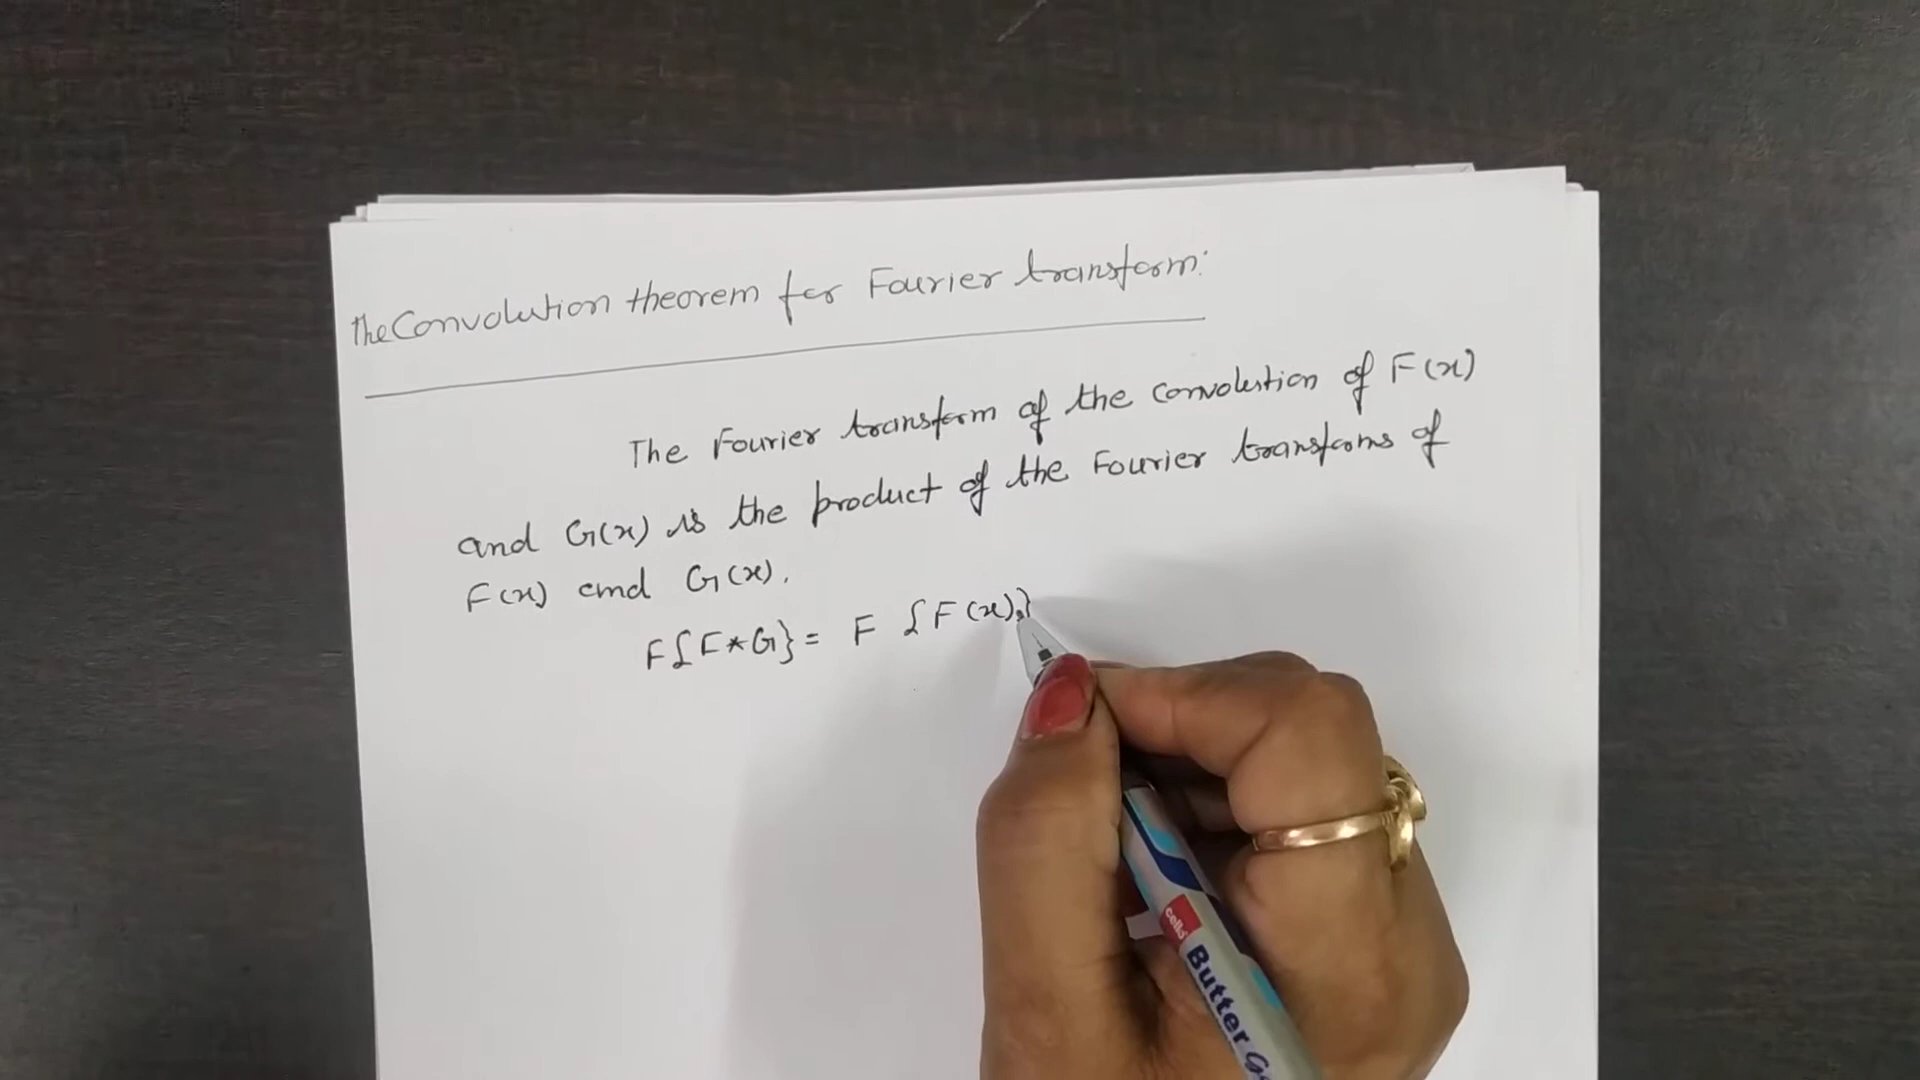 The Convolution theorem for Fourier transform:
The Fourier transform of the convolution of F(x)
and G(x) is the product of the Fourier transforms of
F(x) and G(x).
F{F*G} = F {F(x)}
cello
Butter